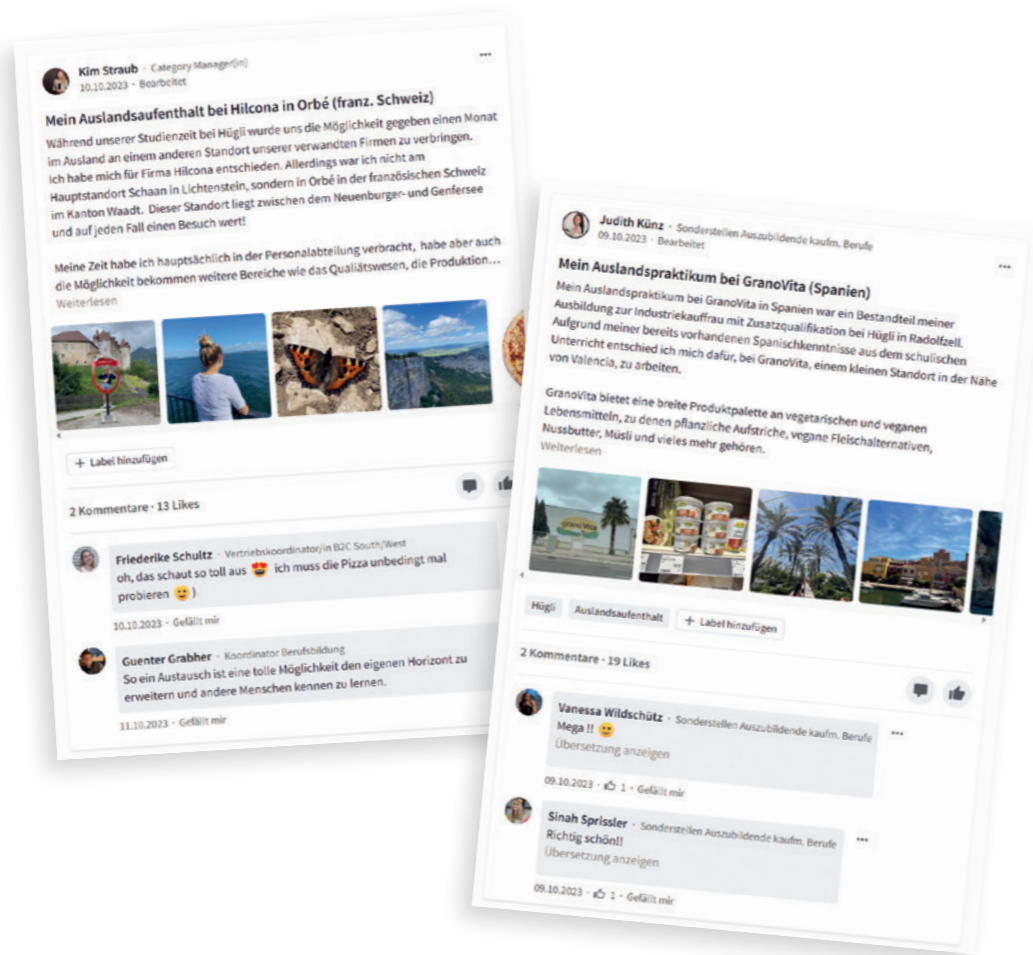 Kim Straub · Category Manager(in)
10.10.2023 · Bearbeitet
Mein Auslandsaufenthalt bei Hilcona in Orbé (franz. Schweiz)
Während unserer Studienzeit bei Hügli wurde uns die Möglichkeit gegeben einen Monat
im Ausland an einem anderen Standort unserer verwandten Firmen zu verbringen.
Ich habe mich für Firma Hilcona entschieden. Allerdings war ich nicht am
Hauptstandort Schaan in Lichtenstein, sondern in Orbé in der französischen Schweiz
im Kanton Waadt. Dieser Standort liegt zwischen dem Neuenburger- und Genfersee
und auf jeden Fall einen Besuch wert!
Meine Zeit habe ich hauptsächlich in der Personalabteilung verbracht, habe aber auch
die Möglichkeit bekommen weitere Bereiche wie das Qualiätswesen, die Produktion...
Weiterlesen
+ Label hinzufügen
2 Kommentare · 13 Likes
Friederike Schultz · Vertriebskoordinator/in B2C South/West
oh, das schaut so toll aus 😍 ich muss die Pizza unbedingt mal
probieren 😉 )
10.10.2023 · Gefällt mir
Guenter Grabher · Koordinator Berufsbildung
So ein Austausch ist eine tolle Möglichkeit den eigenen Horizont zu
erweitern und andere Menschen kennen zu lernen.
11.10.2023 · Gefällt mir
Judith Künz · Sonderstellen Auszubildende kaufm. Berufe
09.10.2023 · Bearbeitet
Mein Auslandspraktikum bei GranoVita (Spanien)
Mein Auslandspraktikum bei GranoVita in Spanien war ein Bestandteil meiner
Ausbildung zur Industriekauffrau mit Zusatzqualifikation bei Hügli in Radolfzell.
Aufgrund meiner bereits vorhandenen Spanischkenntnisse aus dem schulischen
Unterricht entschied ich mich dafür, bei GranoVita, einem kleinen Standort in der Nähe
von Valencia, zu arbeiten.
GranoVita bietet eine breite Produktpalette an vegetarischen und veganen
Lebensmitteln, zu denen pflanzliche Aufstriche, vegane Fleischalternativen,
Nussbutter, Müsli und vieles mehr gehören.
Weiterlesen
granoVita
Hügli
Auslandsaufenthalt
+ Label hinzufügen
2 Kommentare · 19 Likes
Vanessa Wildschütz · Sonderstellen Auszubildende kaufm. Berufe
Mega !! 🙂
Übersetzung anzeigen
09.10.2023 · 👍 1 · Gefällt mir
Sinah Sprissler · Sonderstellen Auszubildende kaufm. Berufe
Richtig schön!!
Übersetzung anzeigen
09.10.2023 · 👍 1 · Gefällt mir